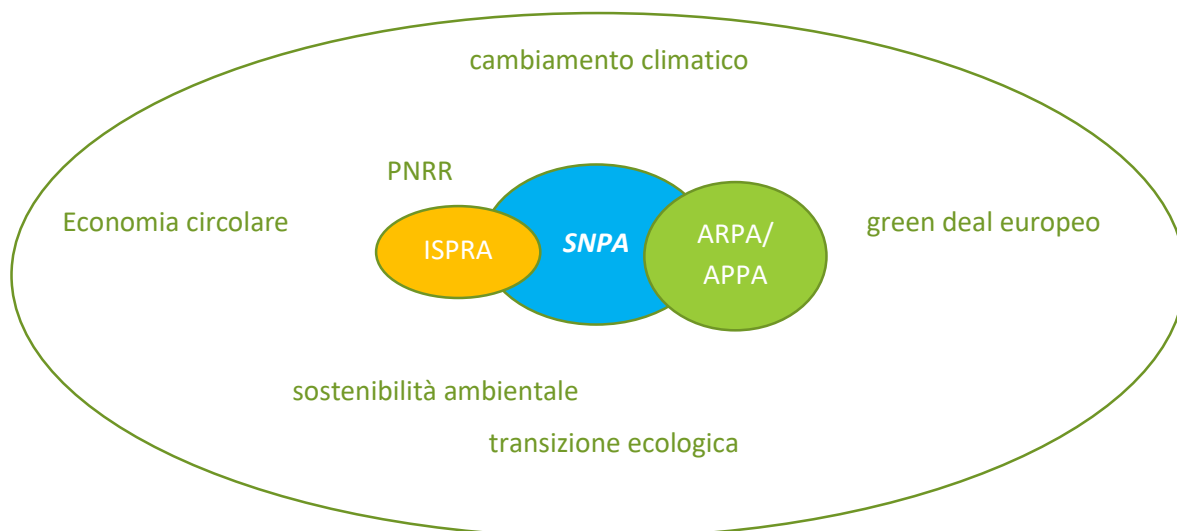 cambiamento climatico
PNRR
Economia circolare
ISPRA
SNPA
ARPA/
APPA
green deal europeo
sostenibilità ambientale
transizione ecologica